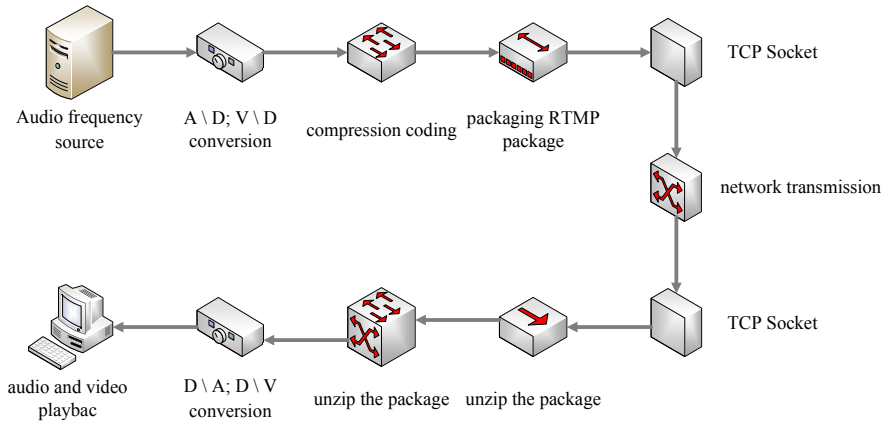 TCP Socket
Audio frequency
source
A \ D; V \ D
conversion
compression coding
packaging RTMP
package
network transmission
TCP Socket
audio and video
playbac
D \ A; D \ V
conversion
unzip the package
unzip the package